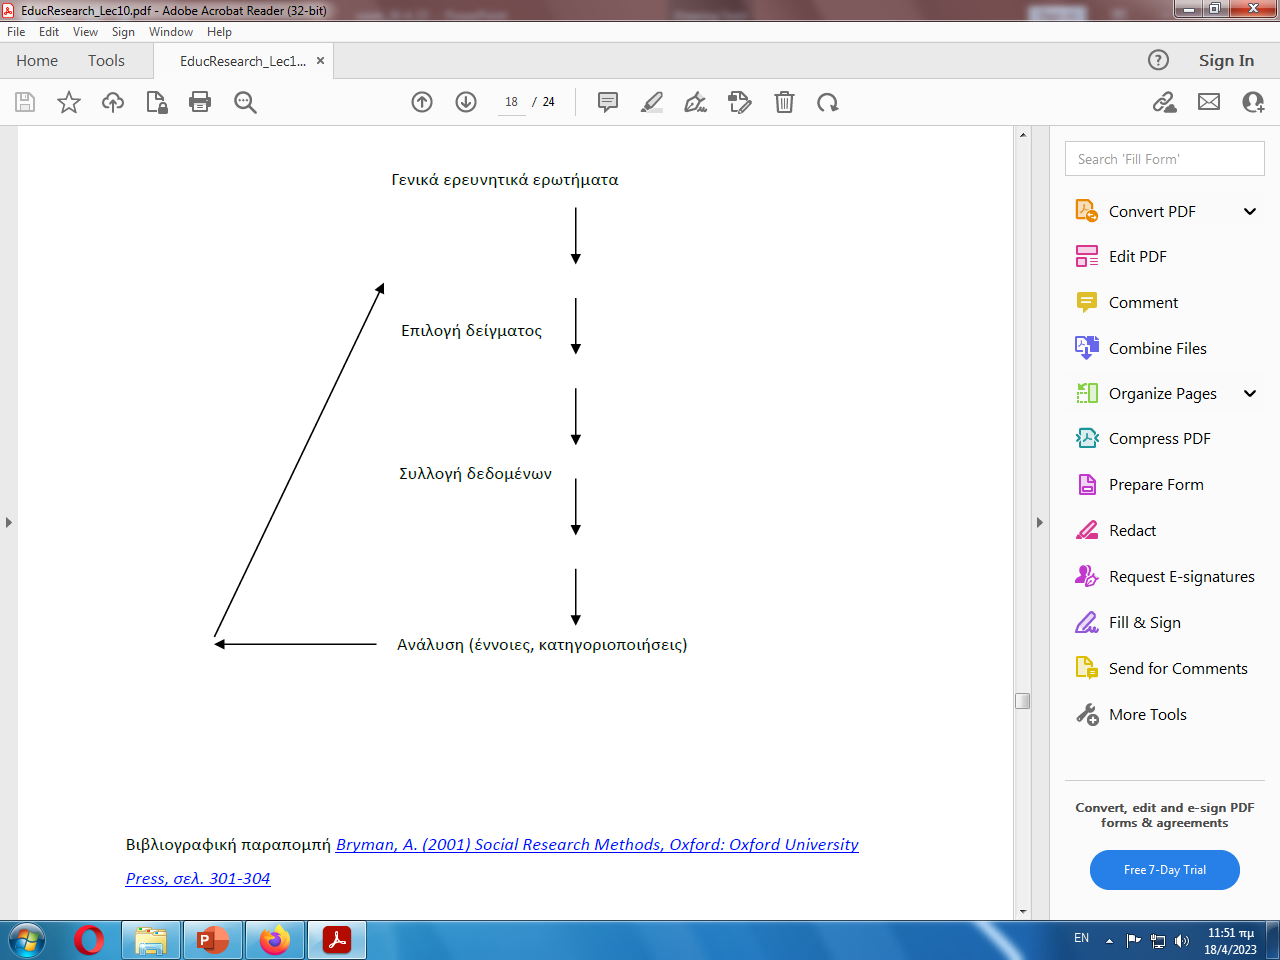 EducResearch_Lec10.pdf - Adobe Acrobat Reader (32-bit)
File Edit View Sign Window Help
Home Tools EducResearch_Lec1... × Sign In
18 / 24
Γενικά ερευνητικά ερωτήματα
Επιλογή δείγματος
Συλλογή δεδομένων
Ανάλυση (έννοιες, κατηγοριοποιήσεις)
Βιβλιογραφική παραπομπή Bryman, A. (2001) Social Research Methods, Oxford: Oxford University
Press, σελ. 301-304
Search 'Fill Form'
Convert PDF
Edit PDF
Comment
Combine Files
Organize Pages
Compress PDF
Prepare Form
Redact
Request E-signatures
Fill & Sign
Send for Comments
More Tools
Convert, edit and e-sign PDF
forms & agreements
Free 7-Day Trial
EN
11:51 πμ
18/4/2023